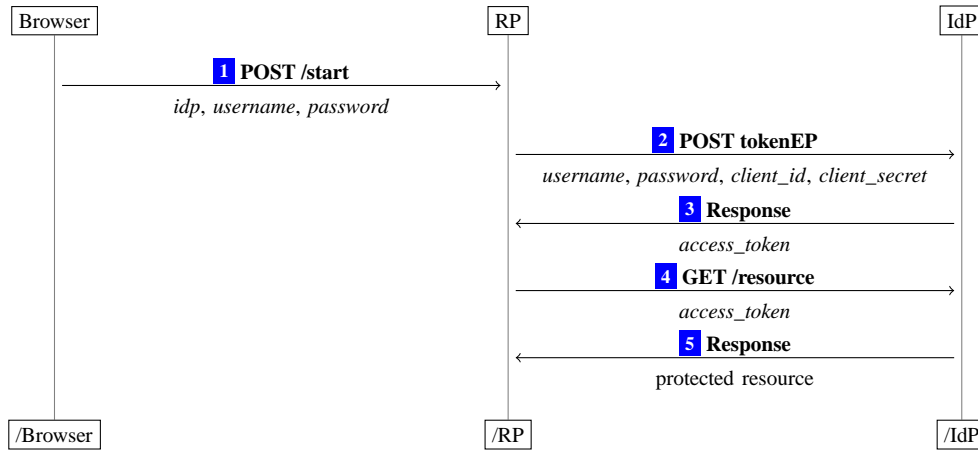 Browser RP IdP
1 POST /start
idp, username, password
2 POST tokenEP
username, password, client_id, client_secret
3 Response
access_token
4 GET /resource
access_token
5 Response
protected resource
/Browser /RP /IdP